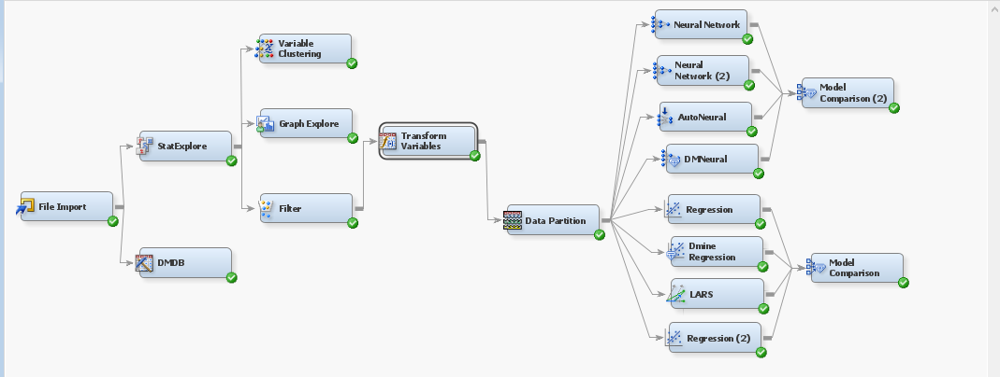 File Import
StatExplore
DMDB
Variable
Clustering
Graph Explore
Filter
Transform
Variables
Data Partition
Neural Network
Neural
Network (2)
AutoNeural
DMNeural
Regression
Dmine
Regression
LARS
Regression (2)
Model
Comparison (2)
Model
Comparison